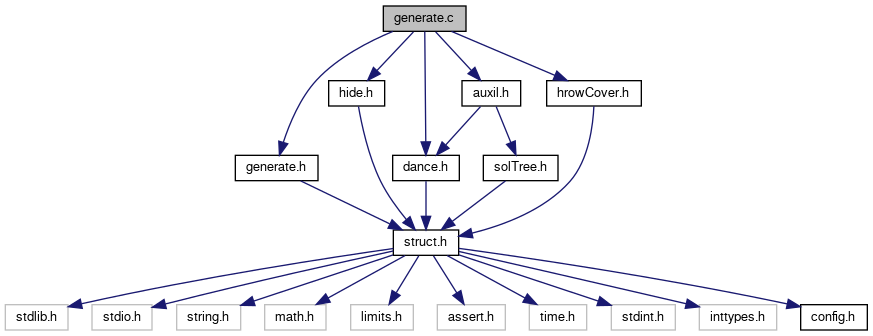 generate.c
hide.h
auxil.h
hrowCover.h
generate.h
dance.h
solTree.h
struct.h
stdlib.h
stdio.h
string.h
math.h
limits.h
assert.h
time.h
stdint.h
inttypes.h
config.h